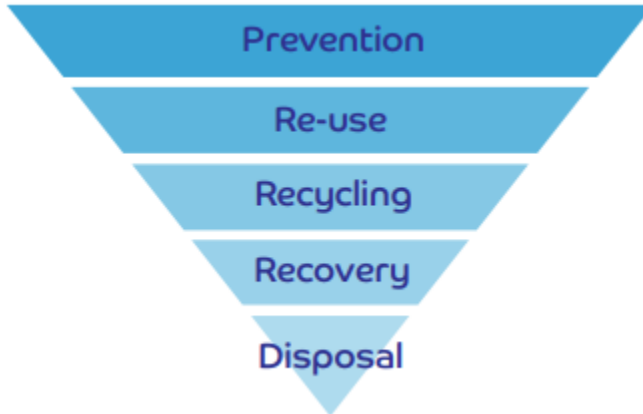 Prevention
Re-use
Recycling
Recovery
Disposal